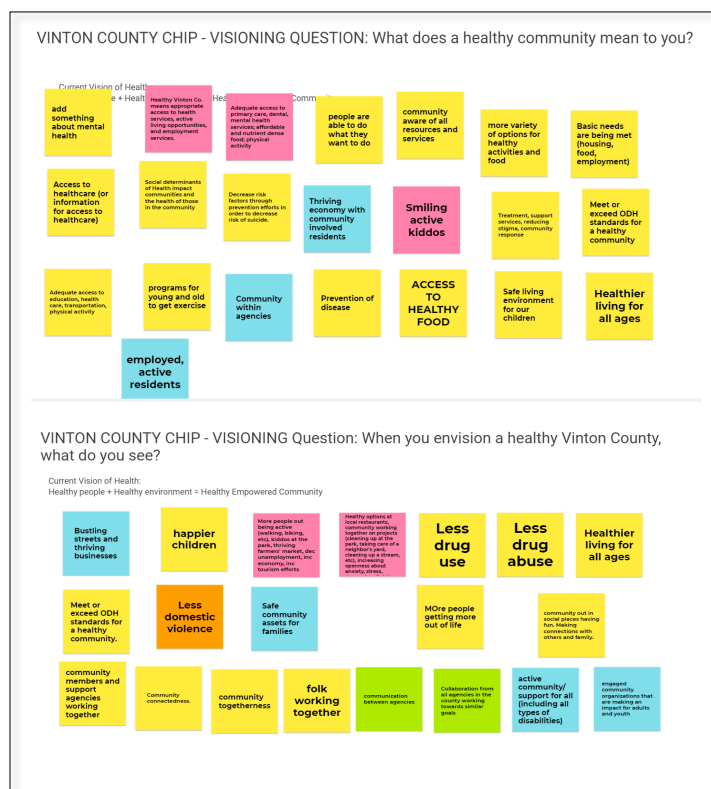 VINTON COUNTY CHIP - VISIONING QUESTION: What does a healthy community mean to you?
Current Vision of Health
e + Healt
Hea
Community
add
something
about mental
health
Healthy Vinton Co.
means appropriate
access to health
services, active
living opportunities,
and employment
services.
Adequate access to
primary care, dental,
mental health
services; affordable
and nutrient dense
food; physical
activity
people are
able to do
what they
want to do
community
aware of all
resources and
services
more variety
of options for
healthy
activities and
food
Basic needs
are being met
(housing,
food,
employment)
Access to
healthcare (or
information
for access to
healthcare)
Social determinants
of Health impact
communities and
the health of those
in the community
Decrease risk
factors through
prevention efforts in
order to decrease
risk of suicide.
Thriving
economy with
community
involved
residents
Smiling
active
kiddos
Treatment, support
services, reducing
stigma, community
response
Meet or
exceed ODH
standards for
a healthy
community
Adequate access to
education, health
care, transportation,
physical activity
programs for
young and old
to get exercise
Community
within
agencies
Prevention of
disease
ACCESS
TO
HEALTHY
FOOD
Safe living
environment
for our
children
Healthier
living for
all ages
employed,
active
residents
VINTON COUNTY CHIP - VISIONING Question: When you envision a healthy Vinton County,
what do you see?
Current Vision of Health:
Healthy people + Healthy environment = Healthy Empowered Community
Bustling
streets and
thriving
businesses
happier
children
More people out
being active
(walking, biking,
etc), kiddos at the
park, thriving
farmers' market, dec
unemployment, inc
economy, inc
tourism efforts
Healthy options at
local restaurants,
community working
together on projects
(cleaning up at the
park, taking care of a
neighbor's yard,
cleaning up a stream,
etc), increasing
openness about
anxiety, stress,
Less
drug
use
Less
drug
abuse
Healthier
living for
all ages
Meet or
exceed ODH
standards for
a healthy
community.
Less
domestic
violence
Safe
community
assets for
families
MOre people
getting more
out of life
community out in
social places having
fun. Making
connections with
others and family.
community
members and
support
agencies
working
together
Community
connectedness.
community
togetherness
folk
working
together
communication
between agencies
Collaboration from
all agencies in the
county working
towards similar
goals
active
community/
support for all
(including all
types of
disabilities)
engaged
community
organizations that
are making an
impact for adults
and youth